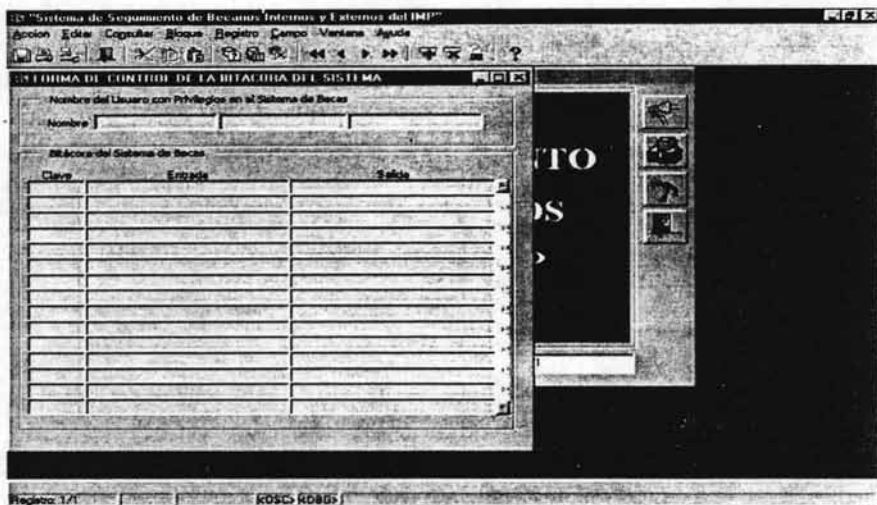 "Sistema de Seguimiento de Becarios Internos y Externos del IMP"
Accion Editar Consultar Bloque Registro Campo Ventana Ayuda
FORMA DE CONTROL DE LA BITACORA DEL SISTEMA
Nombre del Usuario con Privilegios en el Sistema de Becas
Nombre
Bitácora del Sistema de Becas
Clave Entrada Salida
NTO
OS
Registro: 1/1 <OSC> <DBG>